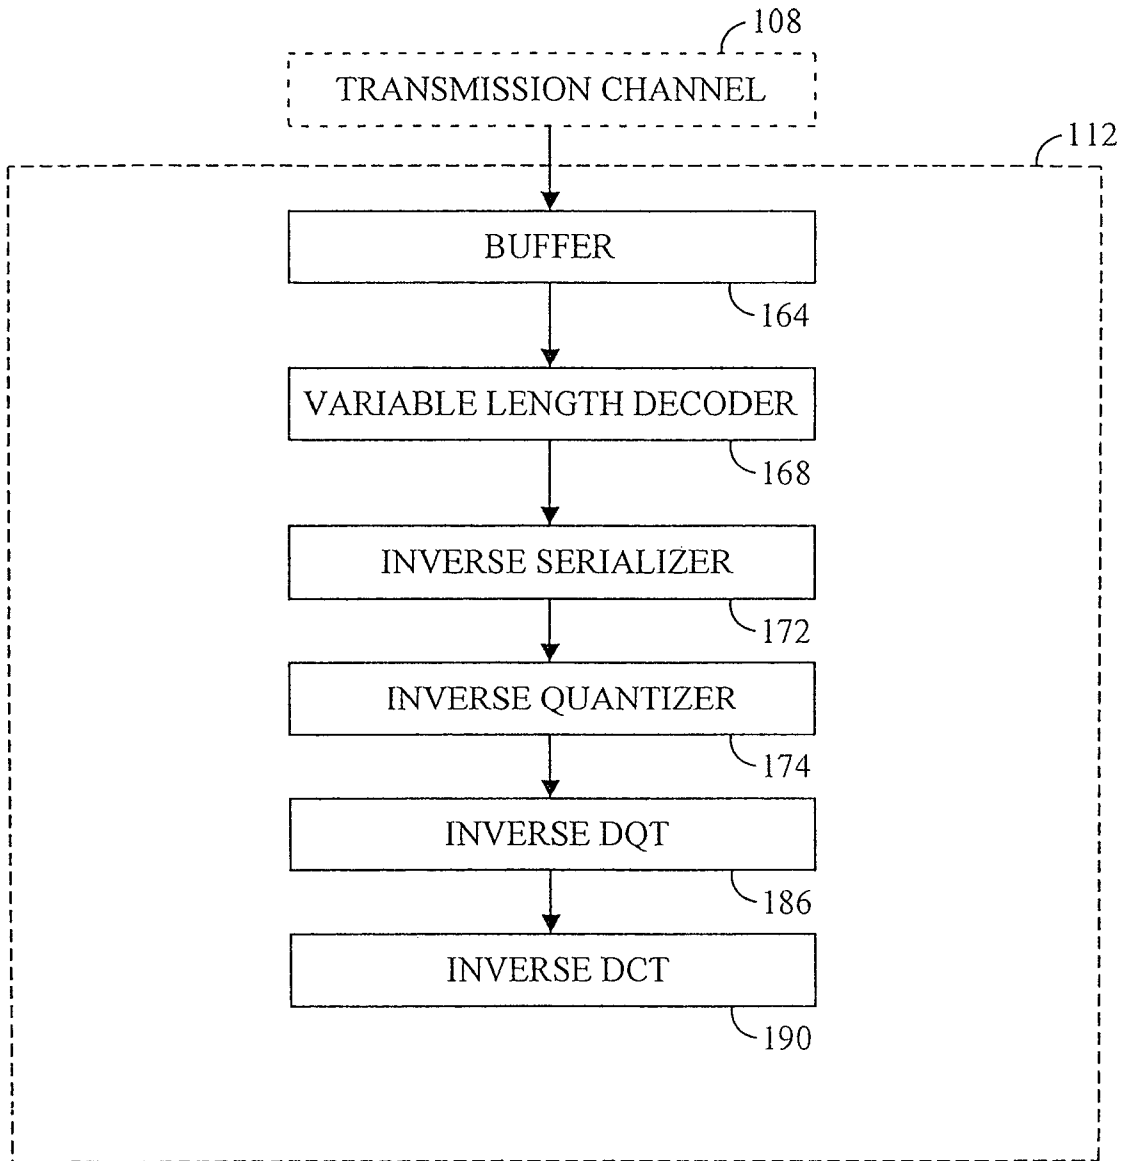 108
TRANSMISSION CHANNEL
112
BUFFER
164
VARIABLE LENGTH DECODER
168
INVERSE SERIALIZER
172
INVERSE QUANTIZER
174
INVERSE DQT
186
INVERSE DCT
190